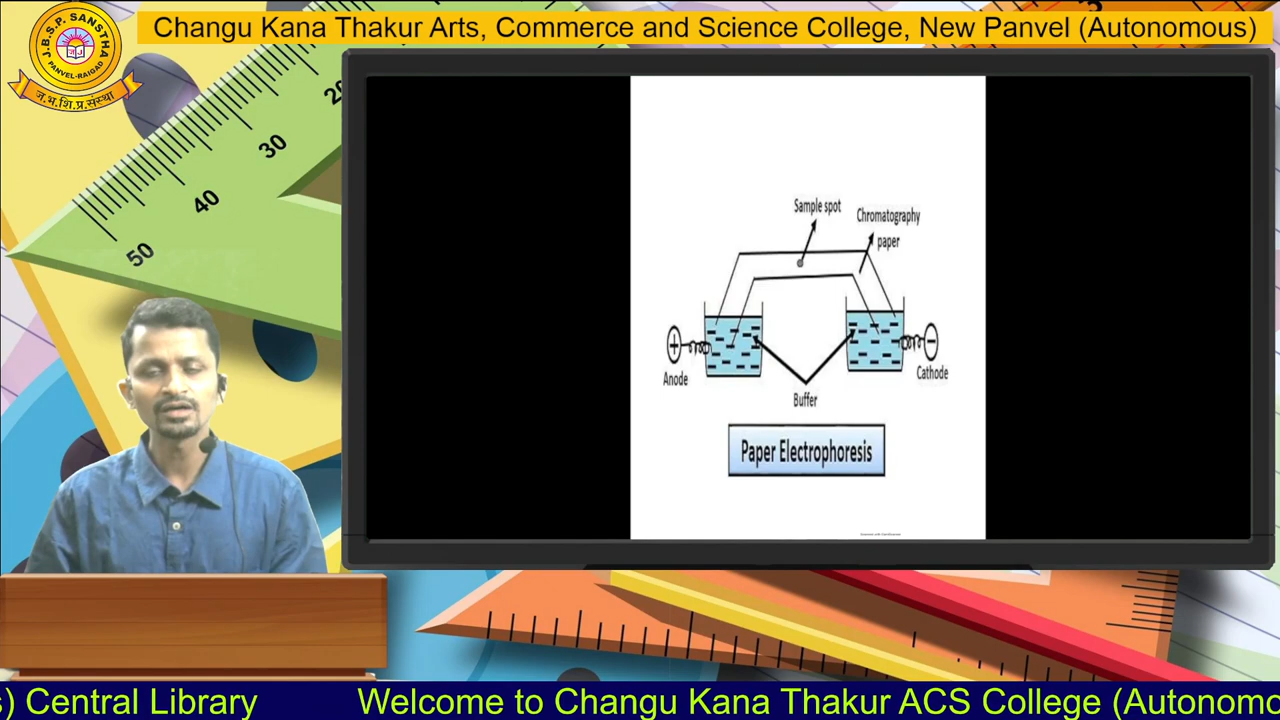 Changu Kana Thakur Arts, Commerce and Science College, New Panvel (Autonomous)
J.B.S.P. SANSTHA
PANVEL-RAIGAD
ज.भ.शि.प्र.संस्था
20
30
40
50
Sample spot
Chromatography
paper
+
−
Anode
Cathode
Buffer
Paper Electrophoresis
s) Central Library
Welcome to Changu Kana Thakur ACS College (Autonomo